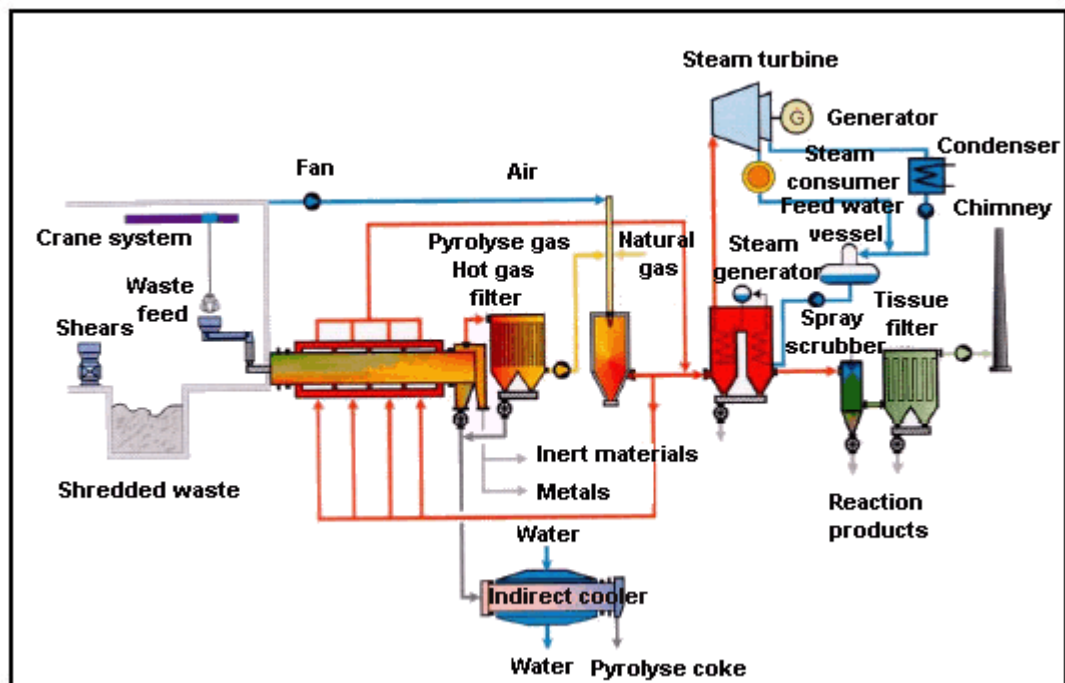 Steam turbine
G
Generator
Condenser
Steam
consumer
Fan
Air
Feed water
vessel
Chimney
Crane system
Pyrolyse gas
Natural
gas
Hot gas
filter
Steam
generator
Waste
feed
Shears
Spray
scrubber
Tissue
filter
Inert materials
Metals
Shredded waste
Reaction
products
Water
Indirect cooler
Water
Pyrolyse coke